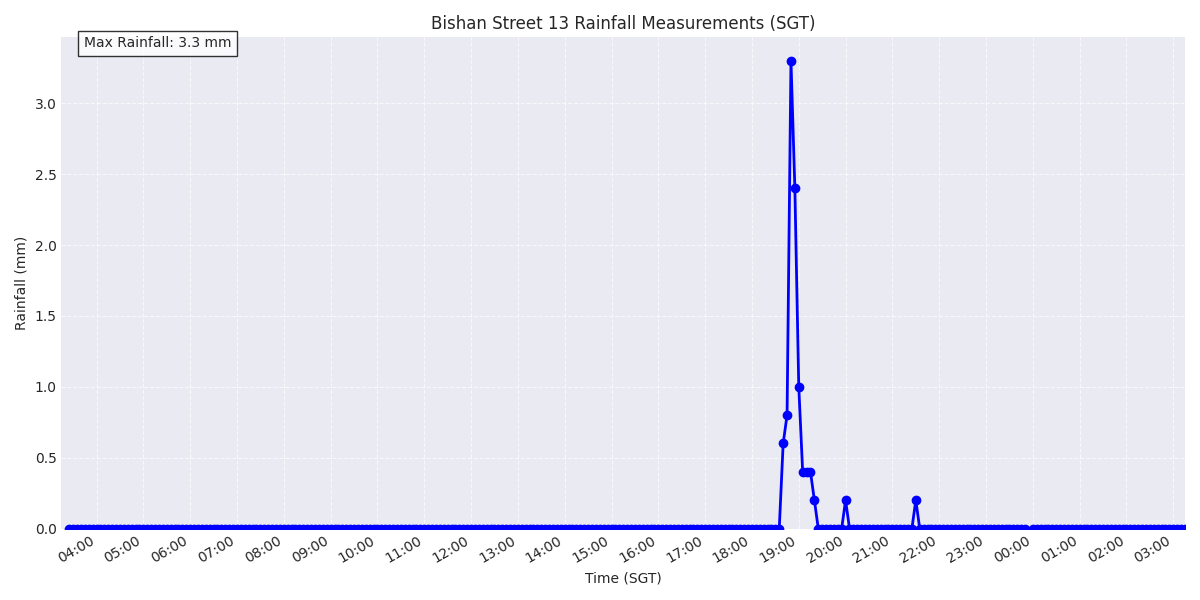 Bishan Street 13 Rainfall Measurements (SGT)
Max Rainfall: 3.3 mm
Rainfall (mm)
3.0
2.5
2.0
1.5
1.0
0.5
0.0
04:00 05:00 06:00 07:00 08:00 09:00 10:00 11:00 12:00 13:00 14:00 15:00 16:00 17:00 18:00 19:00 20:00 21:00 22:00 23:00 00:00 01:00 02:00 03:00
Time (SGT)